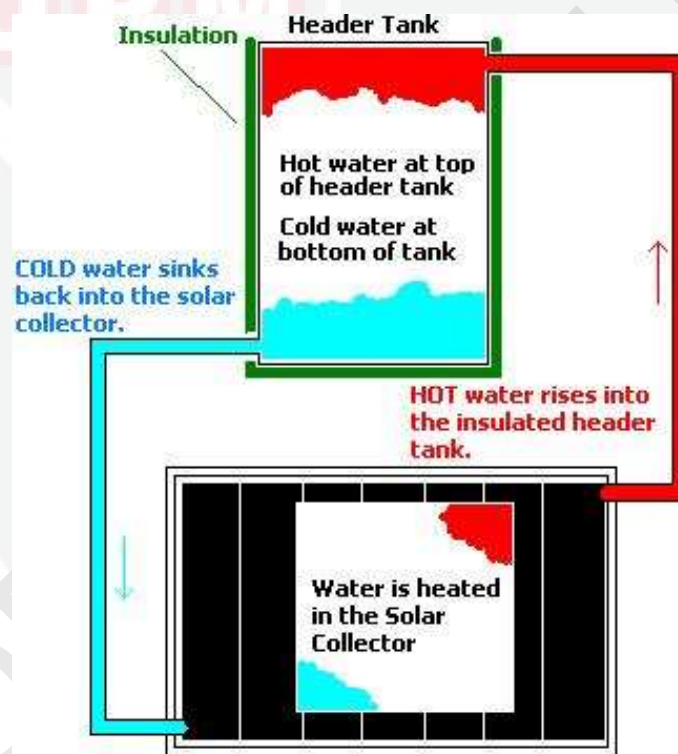 Header Tank
Insulation
Hot water at top
of header tank
Cold water at
bottom of tank
COLD water sinks
back into the solar
collector.
HOT water rises into
the insulated header
tank.
Water is heated
in the Solar
Collector